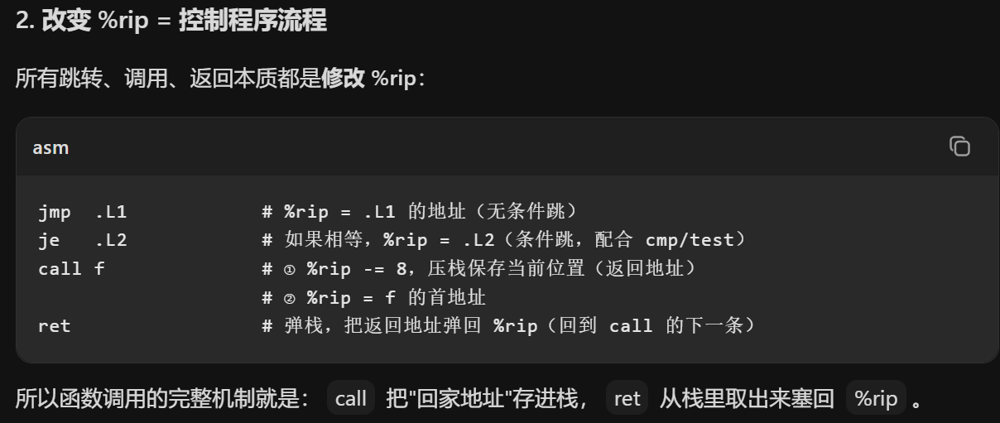 2. 改变 %rip = 控制程序流程
所有跳转、调用、返回本质都是修改 %rip：
asm
jmp  .L1            # %rip = .L1 的地址（无条件跳）
je   .L2            # 如果相等，%rip = .L2（条件跳，配合 cmp/test）
call f              # ① %rip -= 8，压栈保存当前位置（返回地址）
                    # ② %rip = f 的首地址
ret                 # 弹栈，把返回地址弹回 %rip（回到 call 的下一条）
所以函数调用的完整机制就是： call 把"回家地址"存进栈， ret 从栈里取出来塞回 %rip 。